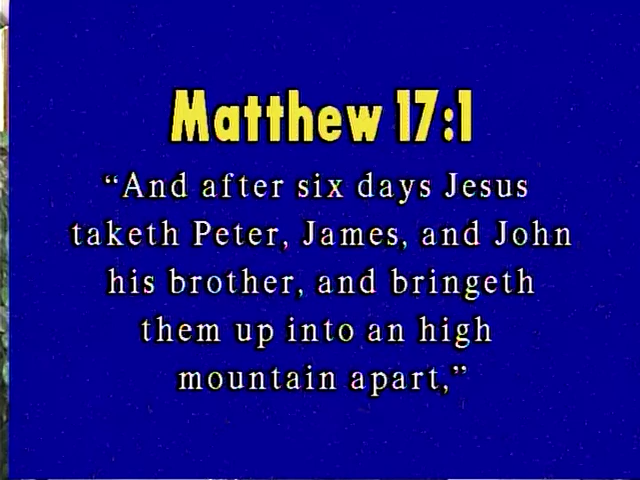 Matthew 17:1
“And after six days Jesus
taketh Peter, James, and John
his brother, and bringeth
them up into an high
mountain apart,”